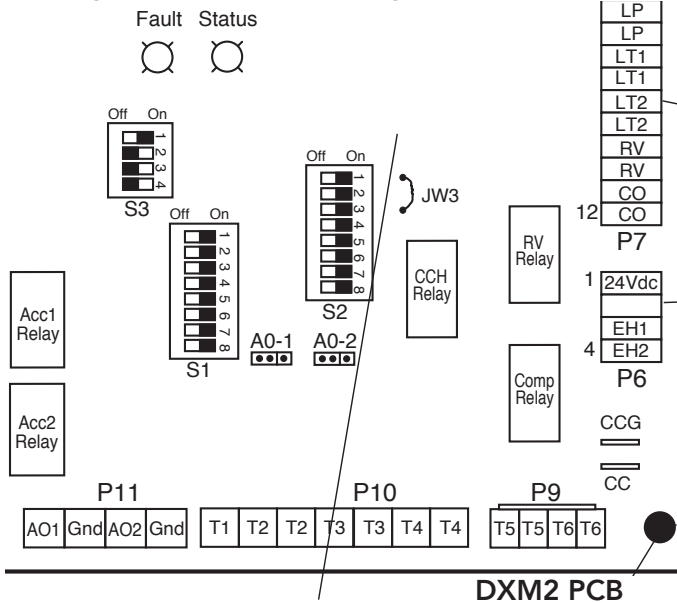 Fault Status
LP
LP
LT1
LT1
LT2
LT2
RV
RV
CO
12 CO
P7
Off On
1
2
3
4
S3
Off On
1
2
3
4
5
6
7
8
S1
Off On
1
2
3
4
5
6
7
8
S2
JW3
CCH
Relay
RV
Relay
1 24Vdc
EH1
4 EH2
P6
Acc1
Relay
A0-1 A0-2
Comp
Relay
Acc2
Relay
CCG
CC
P11
AO1 Gnd AO2 Gnd
P10
T1 T2 T2 T3 T3 T4 T4
P9
T5 T5 T6 T6
DXM2 PCB